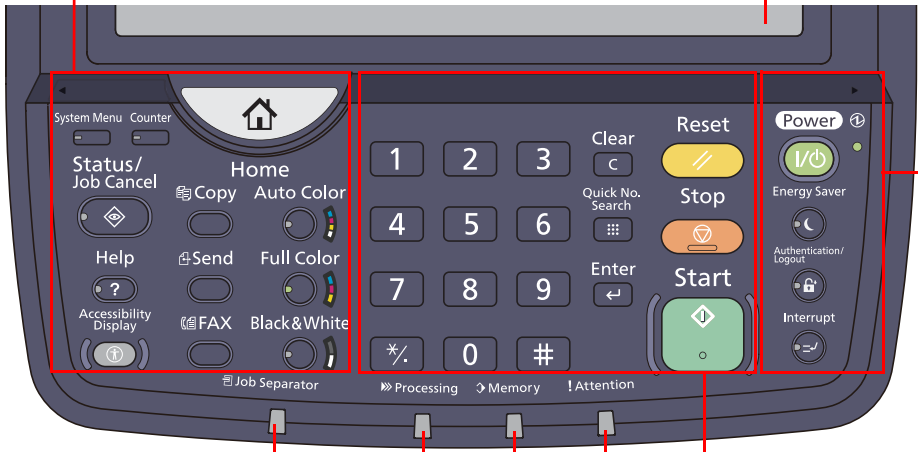 System Menu Counter
Status/
Job Cancel
Home
Copy
Auto Color
Help
Send
Full Color
Accessibility
Display
FAX
Black&White
Job Separator
1 2 3
4 5 6
7 8 9
*/. 0 #
Clear
C
Quick No.
Search
Enter
Reset
Stop
Start
Processing
Memory
! Attention
Power
I/
Energy Saver
Authentication/
Logout
Interrupt
?